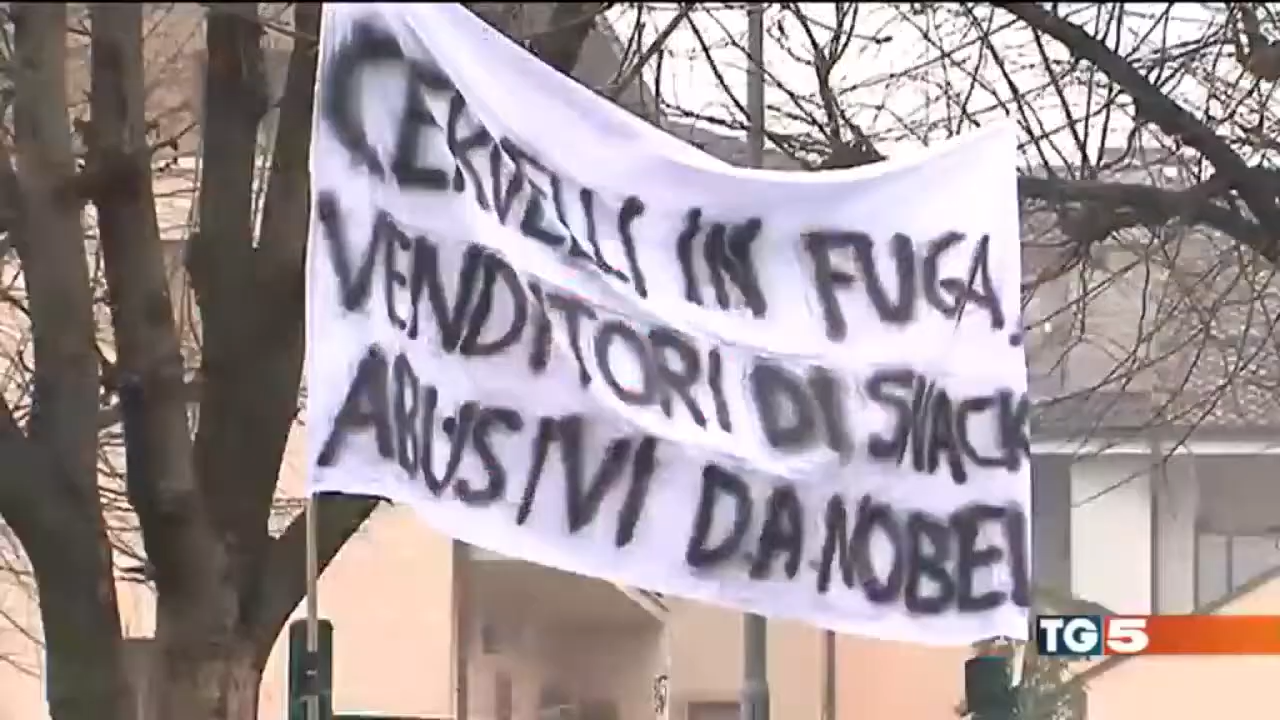 CERVELLI IN FUGA,
VENDITORI DI SNACK
ABUSIVI DA NOBEL
TG5